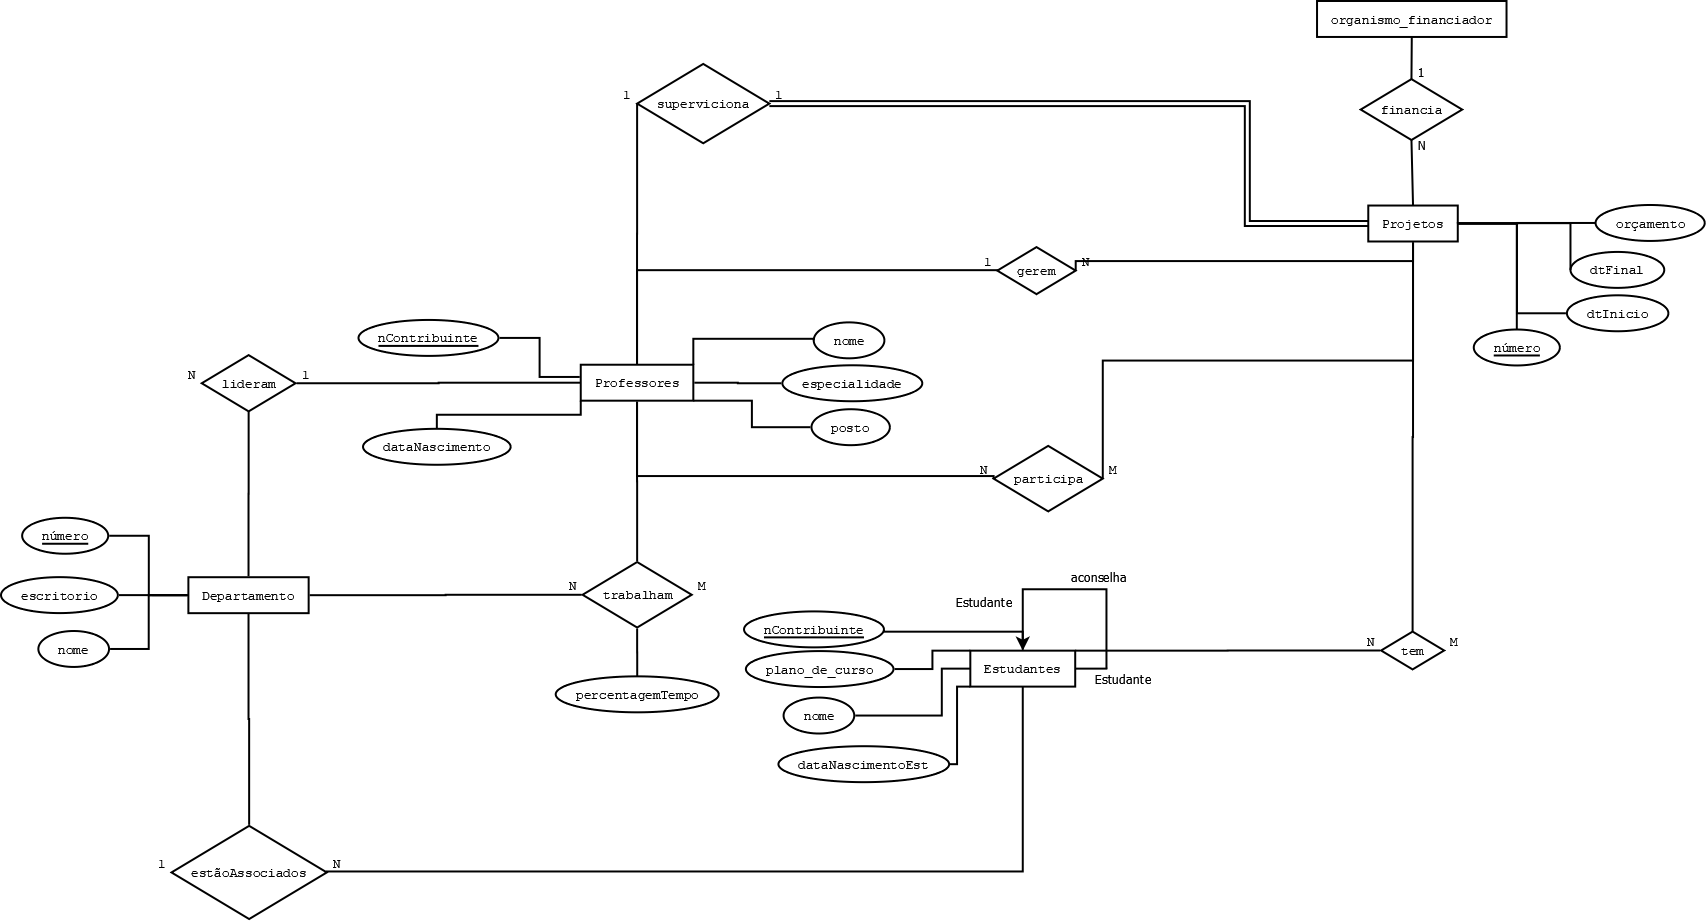 organismo_financiador
1
financia
N
1
superviciona
1
Projetos
orçamento
dtFinal
dtInicio
número
1
gerem
N
nContribuinte
nome
N
lideram
1
Professores
especialidade
dataNascimento
posto
N
participa
M
número
escritorio
Departamento
nome
N
trabalham
M
percentagemTempo
aconselha
Estudante
nContribuinte
plano_de_curso
Estudantes
Estudante
nome
dataNascimentoEst
N
tem
M
1
estãoAssociados
N